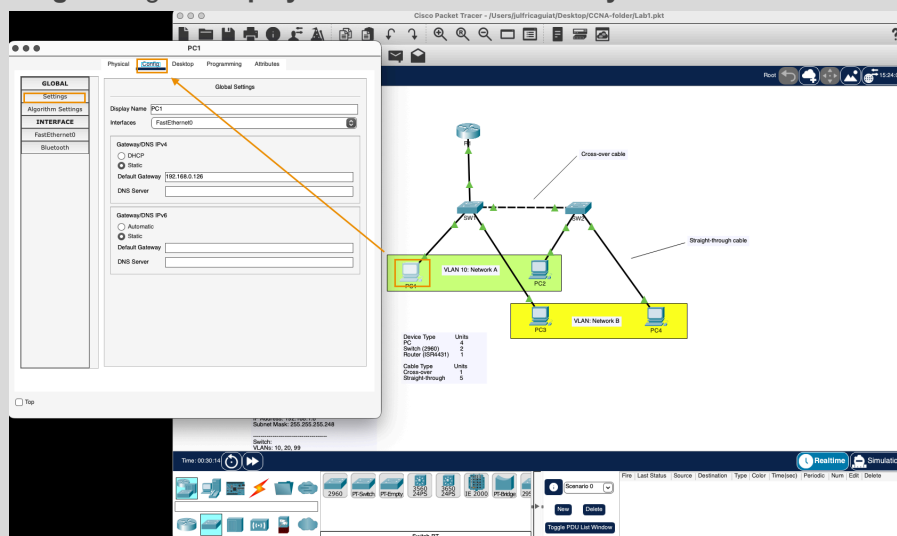 Cisco Packet Tracer - /Users/julfricaguiat/Desktop/CCNA-folder/Lab1.pkt
PC1
Physical Config Desktop Programming Attributes
GLOBAL
Settings
Algorithm Settings
INTERFACE
FastEthernet0
Bluetooth
Global Settings
Display Name PC1
Interfaces FastEthernet0
Gateway/DNS IPv4
DHCP
Static
Default Gateway 192.168.0.126
DNS Server
Gateway/DNS IPv6
Automatic
Static
Default Gateway
DNS Server
Top
Root 15:24:
Cross-over cable
SW1
SW2
Straight-through cable
VLAN 10: Network A
PC1
PC2
VLAN: Network B
PC3
PC4
Device Type Units
PC 4
Switch (2960) 2
Router (ISR4431) 1
Cable Type Units
Cross-over 1
Straight-through 5
Subnet Mask: 255.255.255.248
Switch:
VLANs: 10, 20, 99
Time: 00:30:14
Realtime Simulatio
2960 PT-Switch PT-Empty 3560 24PS 3650 24PS IE 2000 PT-Bridge 295
Scenario 0
New Delete
Toggle PDU List Window
Fire Last Status Source Destination Type Color Time(sec) Periodic Num Edit Delete